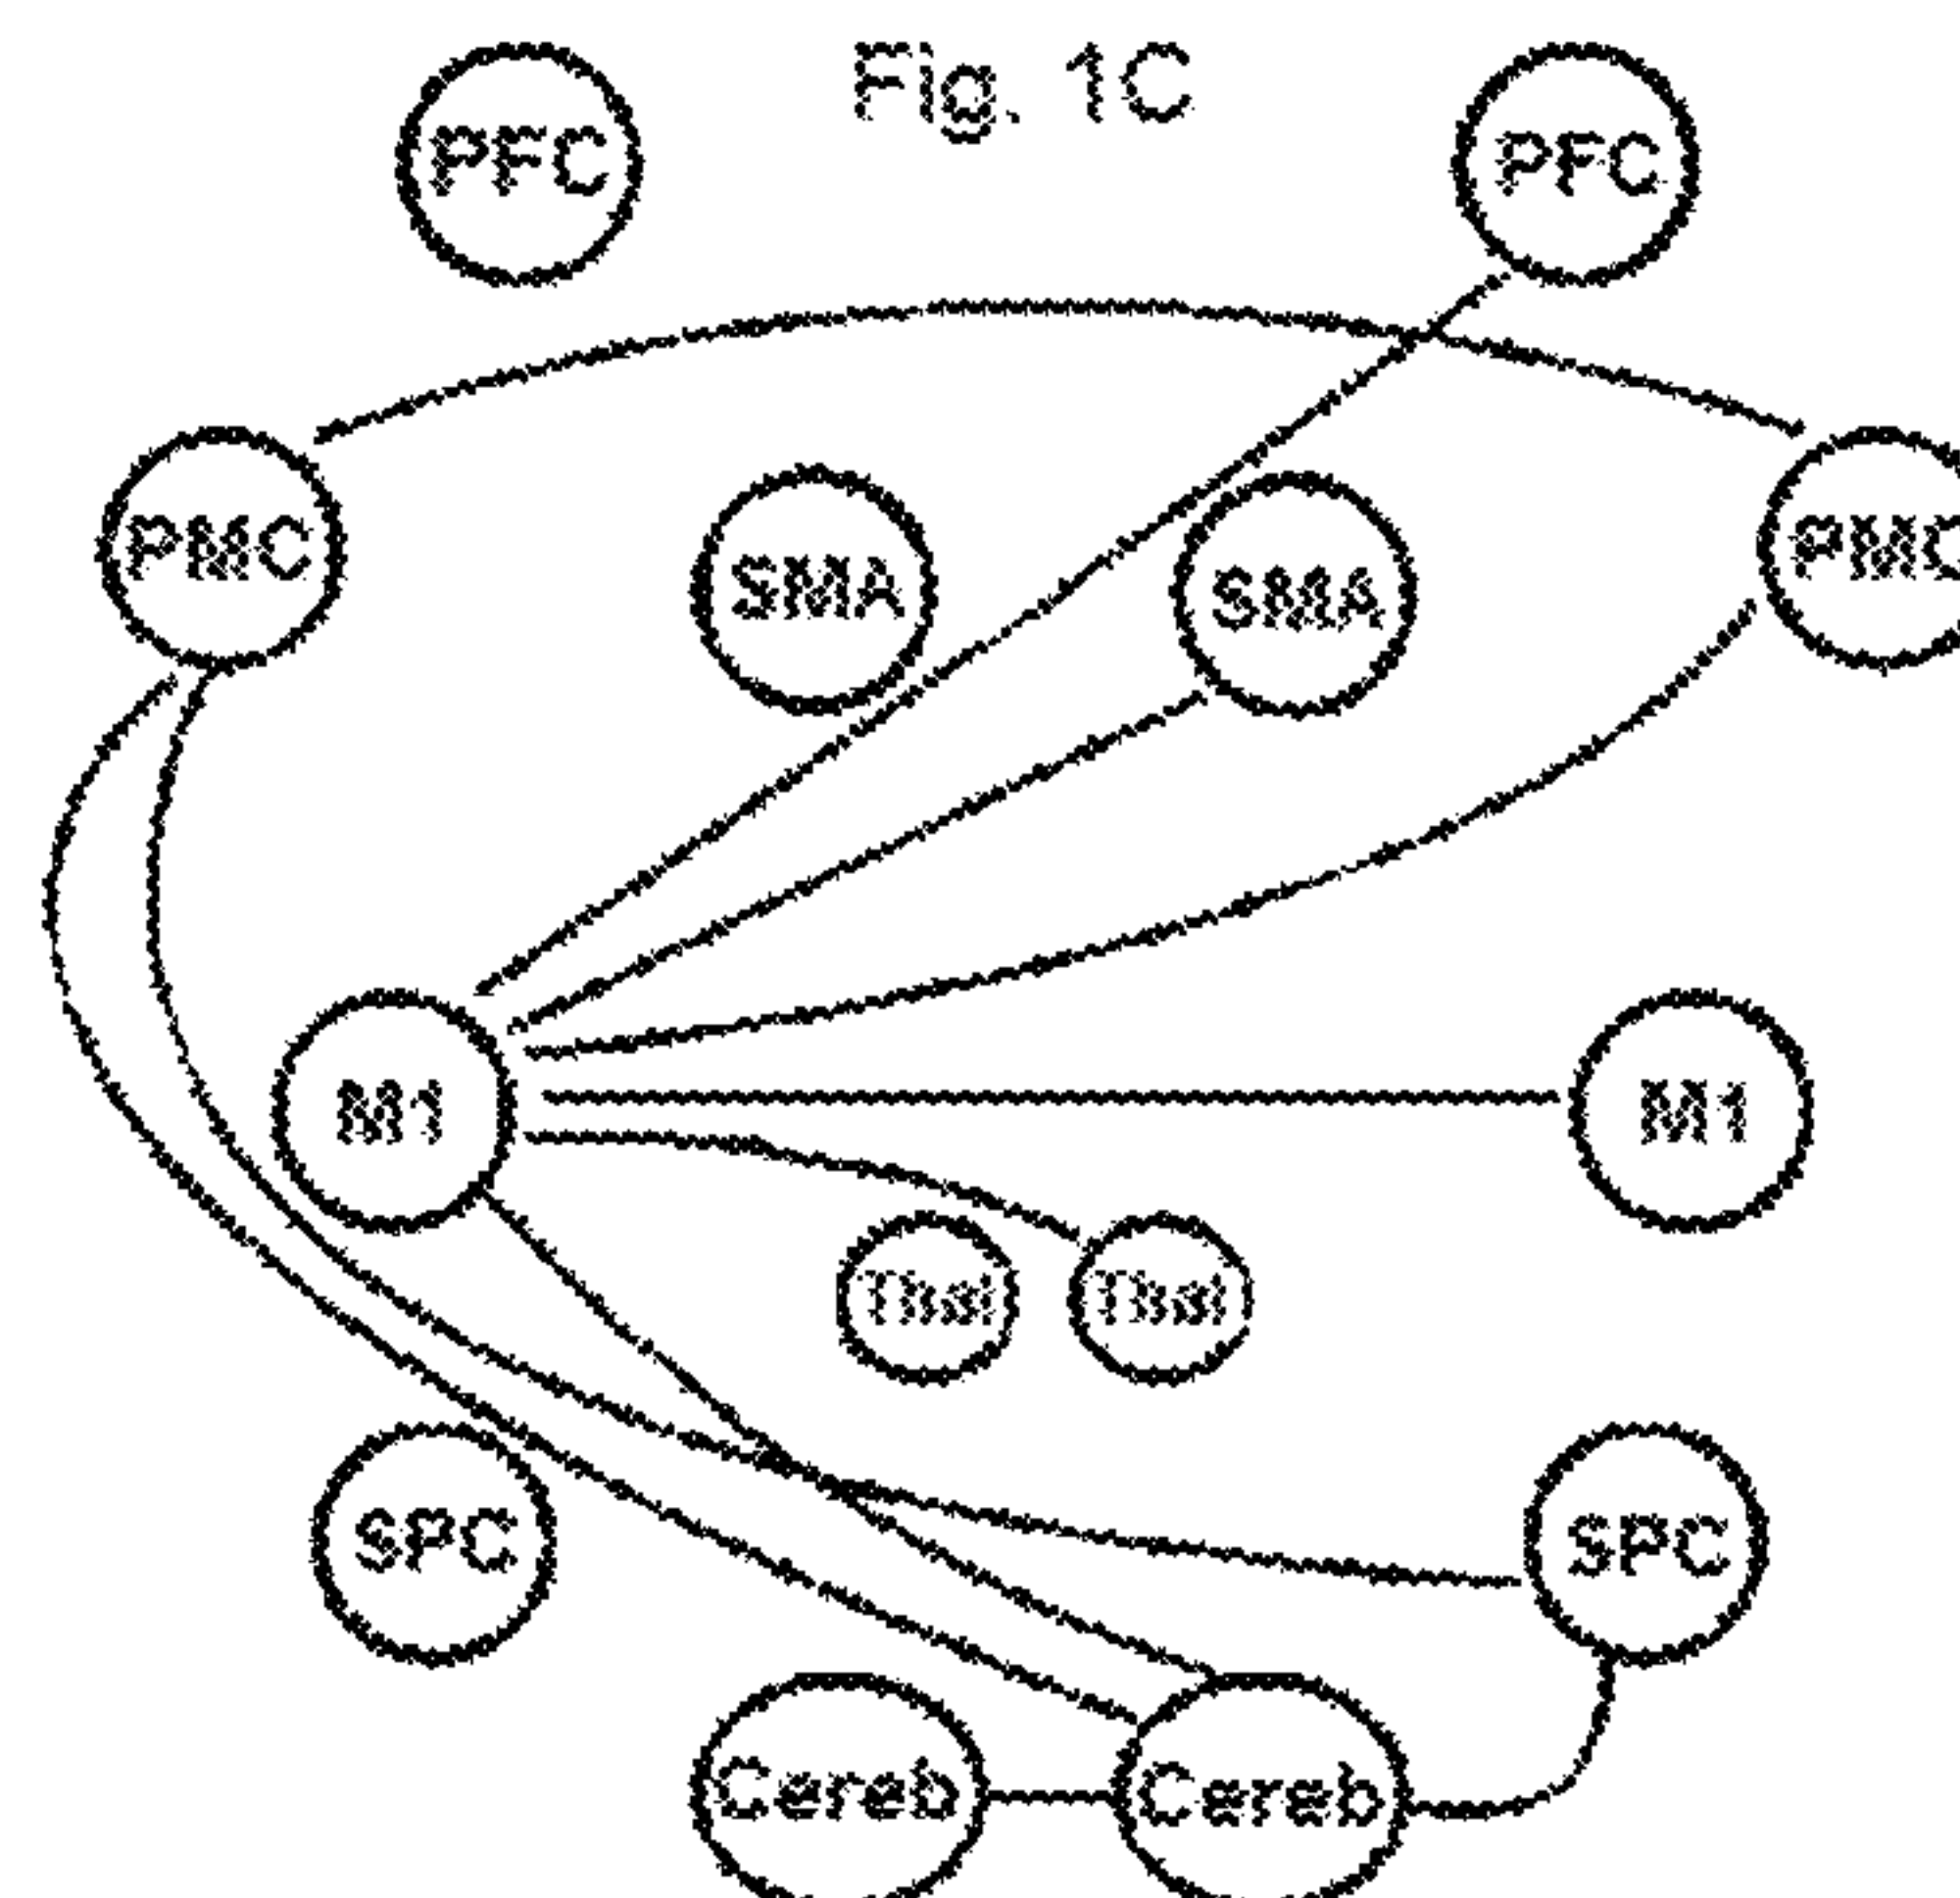 Fig. 1C
PFC PFC
PMC SMA SMA PMC
M1 M1
Thal Thal
SPC SPC
Cereb Cereb